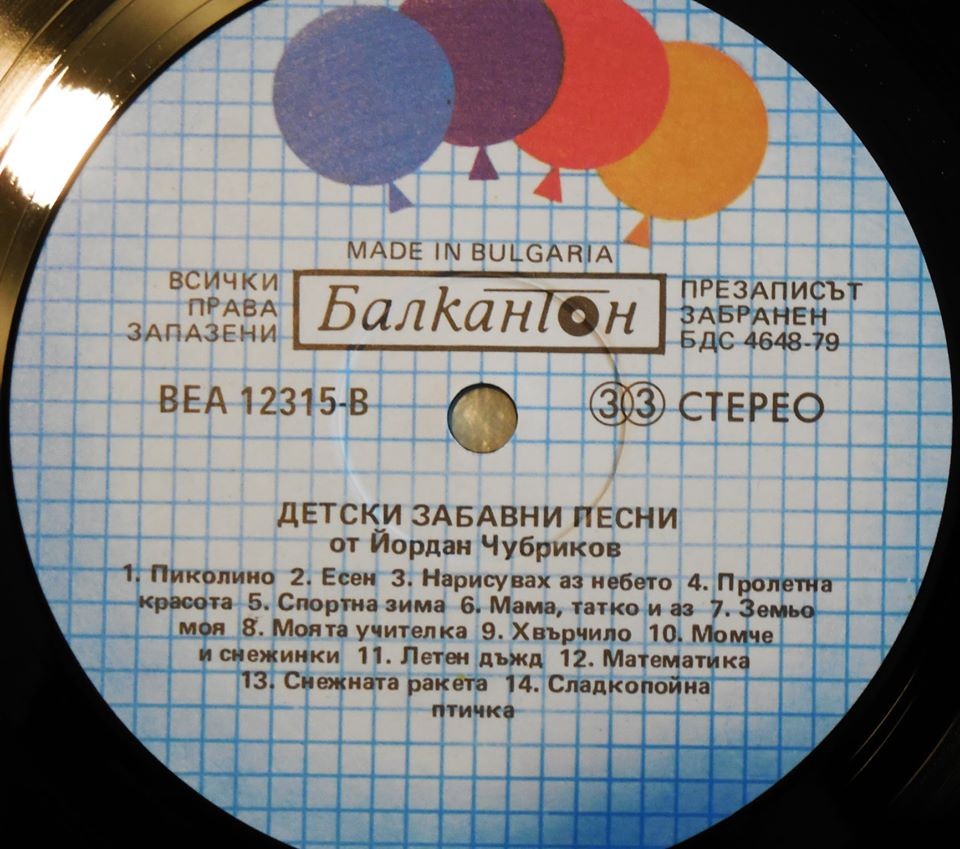 MADE IN BULGARIA
ВСИЧКИ
ПРАВА
ЗАПАЗЕНИ
Балкантон
ПРЕЗАПИСЪТ
ЗАБРАНЕН
БДС 4648-79
ВЕА 12315-В
33 СТЕРЕО
ДЕТСКИ ЗАБАВНИ ПЕСНИ
от Йордан Чубриков
1. Пиколино 2. Есен 3. Нарисувах аз небето 4. Пролетна
красота 5. Спортна зима 6. Мама, татко и аз 7. Земьо
моя 8. Моята учителка 9. Хвърчило 10. Момче
и снежинки 11. Летен дъжд 12. Математика
13. Снежната ракета 14. Сладкопойна
птичка